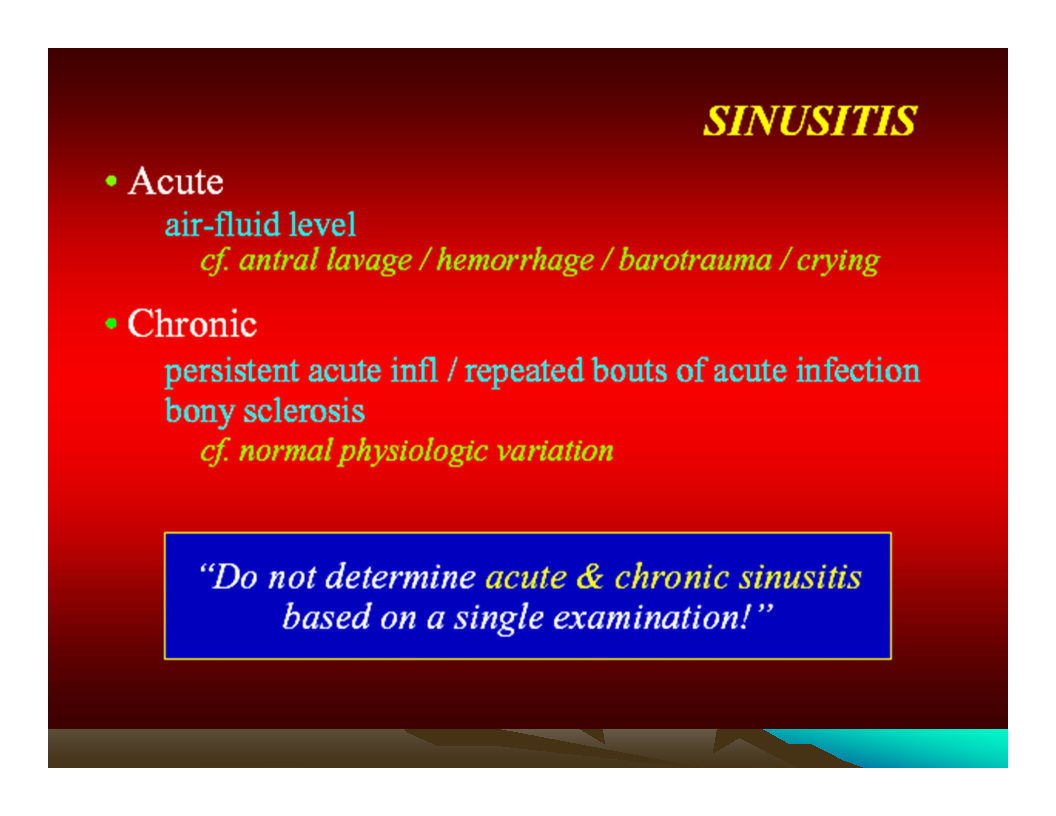 SINUSITIS
• Acute
air-fluid level
cf. antral lavage / hemorrhage / barotrauma / crying
• Chronic
persistent acute infl / repeated bouts of acute infection
bony sclerosis
cf. normal physiologic variation
“Do not determine acute & chronic sinusitis
based on a single examination!”